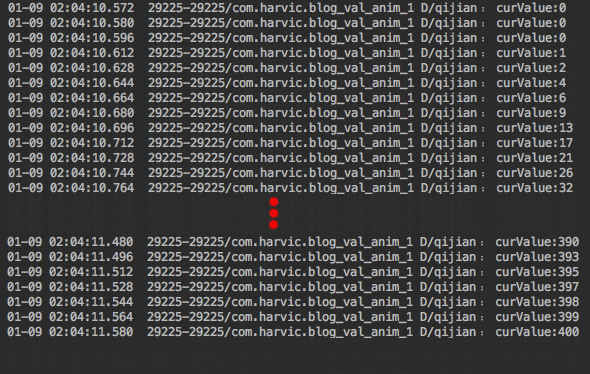 01-09 02:04:10.572 29225-29225/com.harvic.blog_val_anim_1 D/qijian: curValue:0
01-09 02:04:10.580 29225-29225/com.harvic.blog_val_anim_1 D/qijian: curValue:0
01-09 02:04:10.596 29225-29225/com.harvic.blog_val_anim_1 D/qijian: curValue:0
01-09 02:04:10.612 29225-29225/com.harvic.blog_val_anim_1 D/qijian: curValue:1
01-09 02:04:10.628 29225-29225/com.harvic.blog_val_anim_1 D/qijian: curValue:2
01-09 02:04:10.644 29225-29225/com.harvic.blog_val_anim_1 D/qijian: curValue:4
01-09 02:04:10.664 29225-29225/com.harvic.blog_val_anim_1 D/qijian: curValue:6
01-09 02:04:10.680 29225-29225/com.harvic.blog_val_anim_1 D/qijian: curValue:9
01-09 02:04:10.696 29225-29225/com.harvic.blog_val_anim_1 D/qijian: curValue:13
01-09 02:04:10.712 29225-29225/com.harvic.blog_val_anim_1 D/qijian: curValue:17
01-09 02:04:10.728 29225-29225/com.harvic.blog_val_anim_1 D/qijian: curValue:21
01-09 02:04:10.744 29225-29225/com.harvic.blog_val_anim_1 D/qijian: curValue:26
01-09 02:04:10.764 29225-29225/com.harvic.blog_val_anim_1 D/qijian: curValue:32
01-09 02:04:11.480 29225-29225/com.harvic.blog_val_anim_1 D/qijian: curValue:390
01-09 02:04:11.496 29225-29225/com.harvic.blog_val_anim_1 D/qijian: curValue:393
01-09 02:04:11.512 29225-29225/com.harvic.blog_val_anim_1 D/qijian: curValue:395
01-09 02:04:11.528 29225-29225/com.harvic.blog_val_anim_1 D/qijian: curValue:397
01-09 02:04:11.544 29225-29225/com.harvic.blog_val_anim_1 D/qijian: curValue:398
01-09 02:04:11.564 29225-29225/com.harvic.blog_val_anim_1 D/qijian: curValue:399
01-09 02:04:11.580 29225-29225/com.harvic.blog_val_anim_1 D/qijian: curValue:400